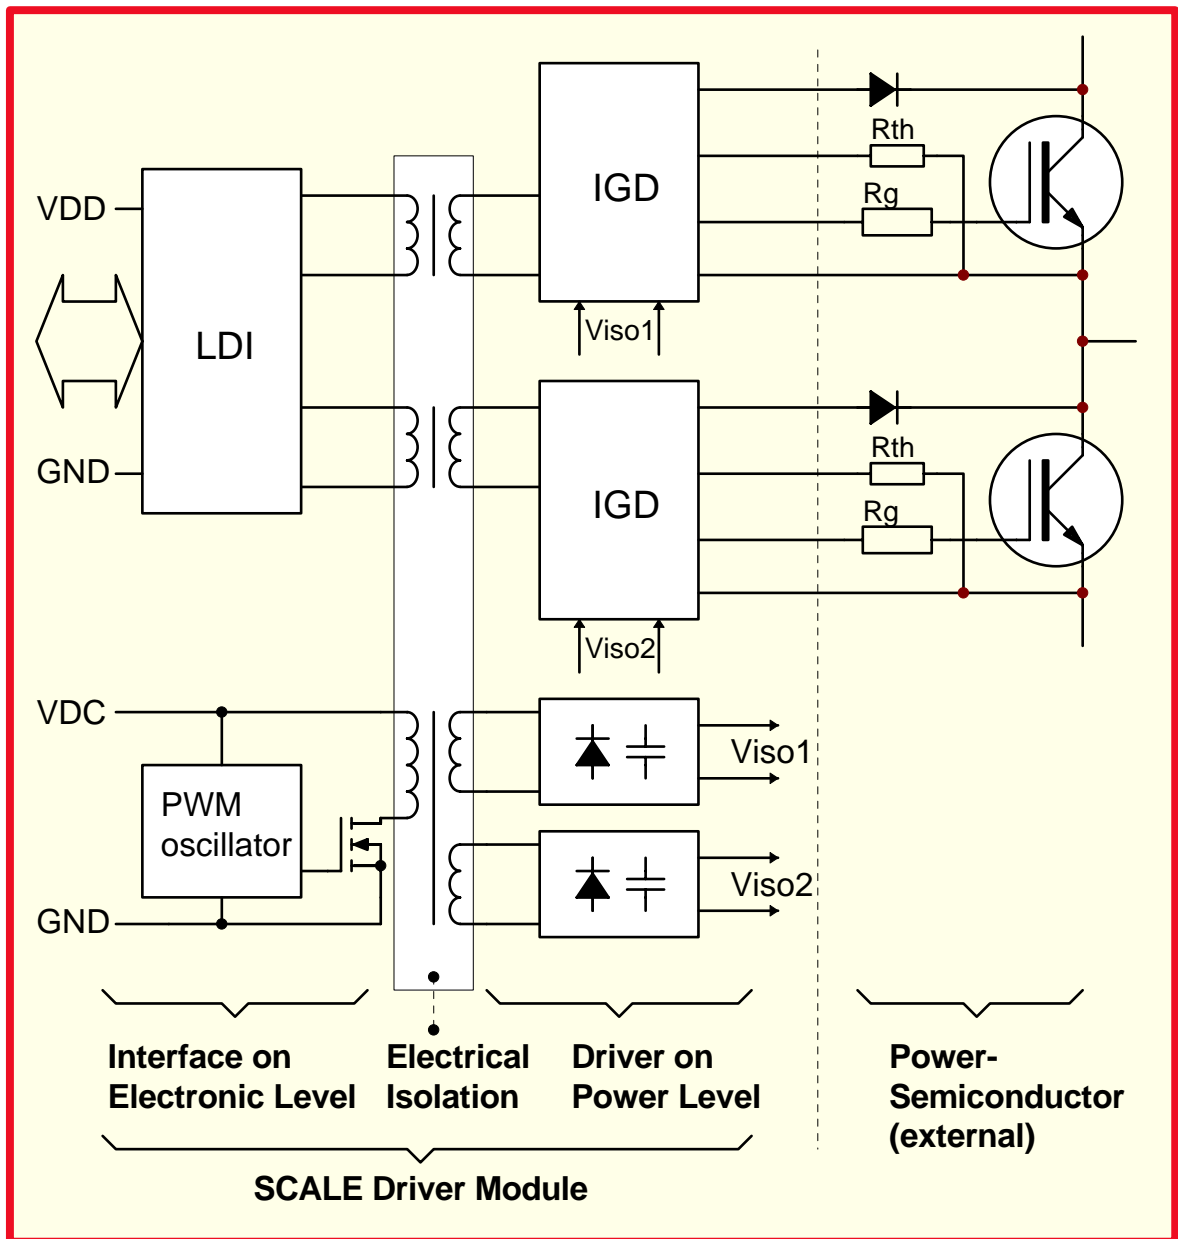 IGD
Rth
Rg
VDD
LDI
GND
Viso1
IGD
Rth
Rg
Viso2
VDC
PWM
oscillator
GND
Viso1
Viso2
Interface on
Electronic Level
Electrical
Isolation
Driver on
Power Level
Power-
Semiconductor
(external)
SCALE Driver Module